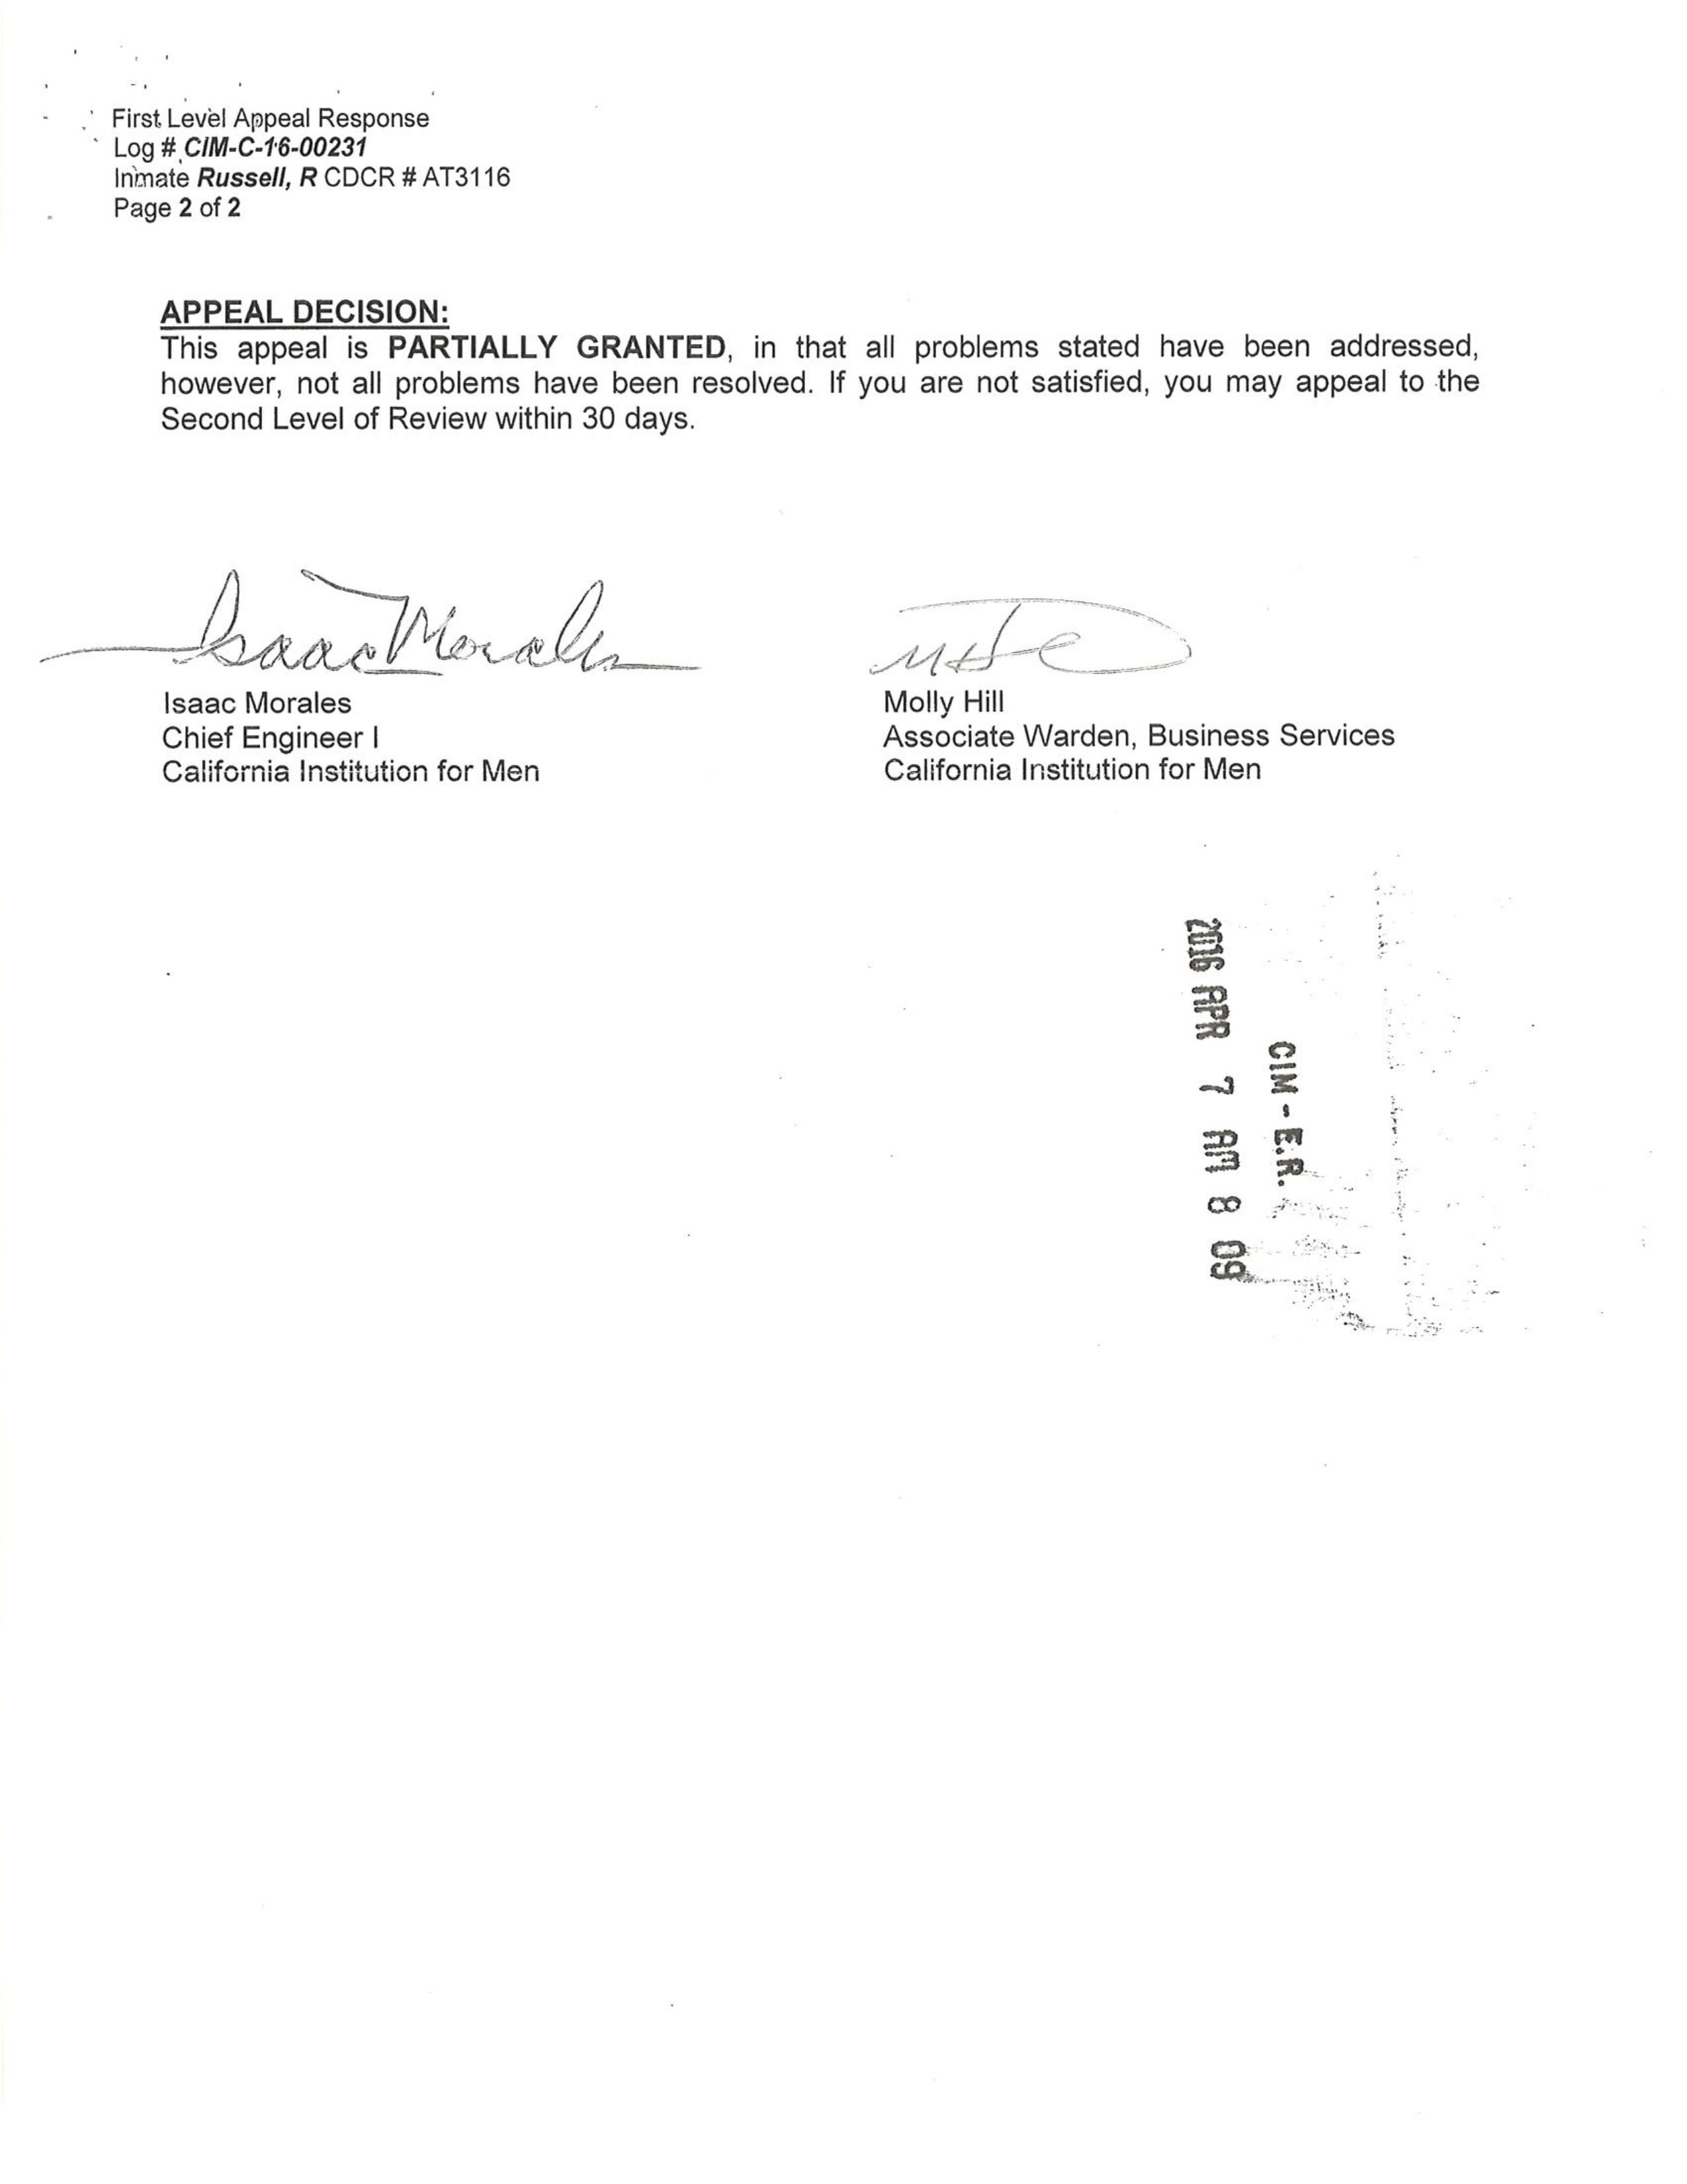 First Level Appeal Response
Log # CIM-C-16-00231
Inmate Russell, R CDCR # AT3116
Page 2 of 2
APPEAL DECISION:
This appeal is PARTIALLY GRANTED, in that all problems stated have been addressed,
however, not all problems have been resolved. If you are not satisfied, you may appeal to the
Second Level of Review within 30 days.
Isaac Morales
Isaac Morales
Chief Engineer I
California Institution for Men
Molly Hill
Associate Warden, Business Services
California Institution for Men
CIM - E.R.
2016 APR 7 AM 8 09